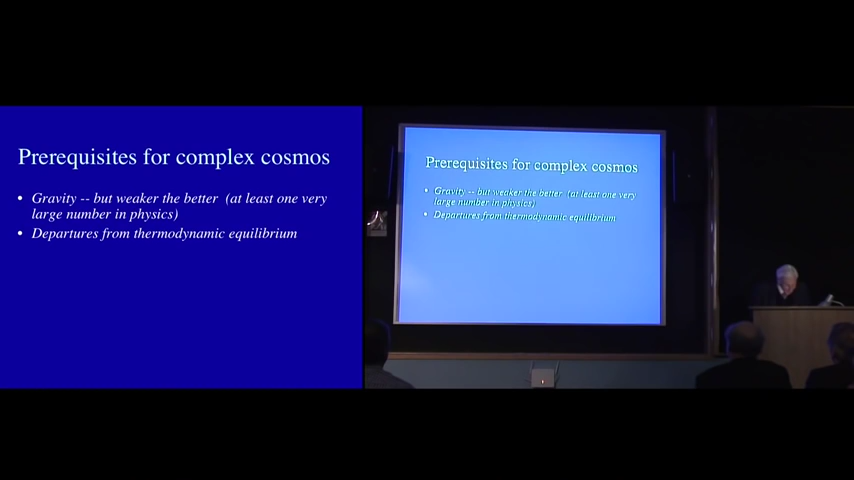 Prerequisites for complex cosmos
• Gravity -- but weaker the better (at least one very
large number in physics)
• Departures from thermodynamic equilibrium
Prerequisites for complex cosmos
• Gravity -- but weaker the better (at least one very
large number in physics)
• Departures from thermodynamic equilibrium